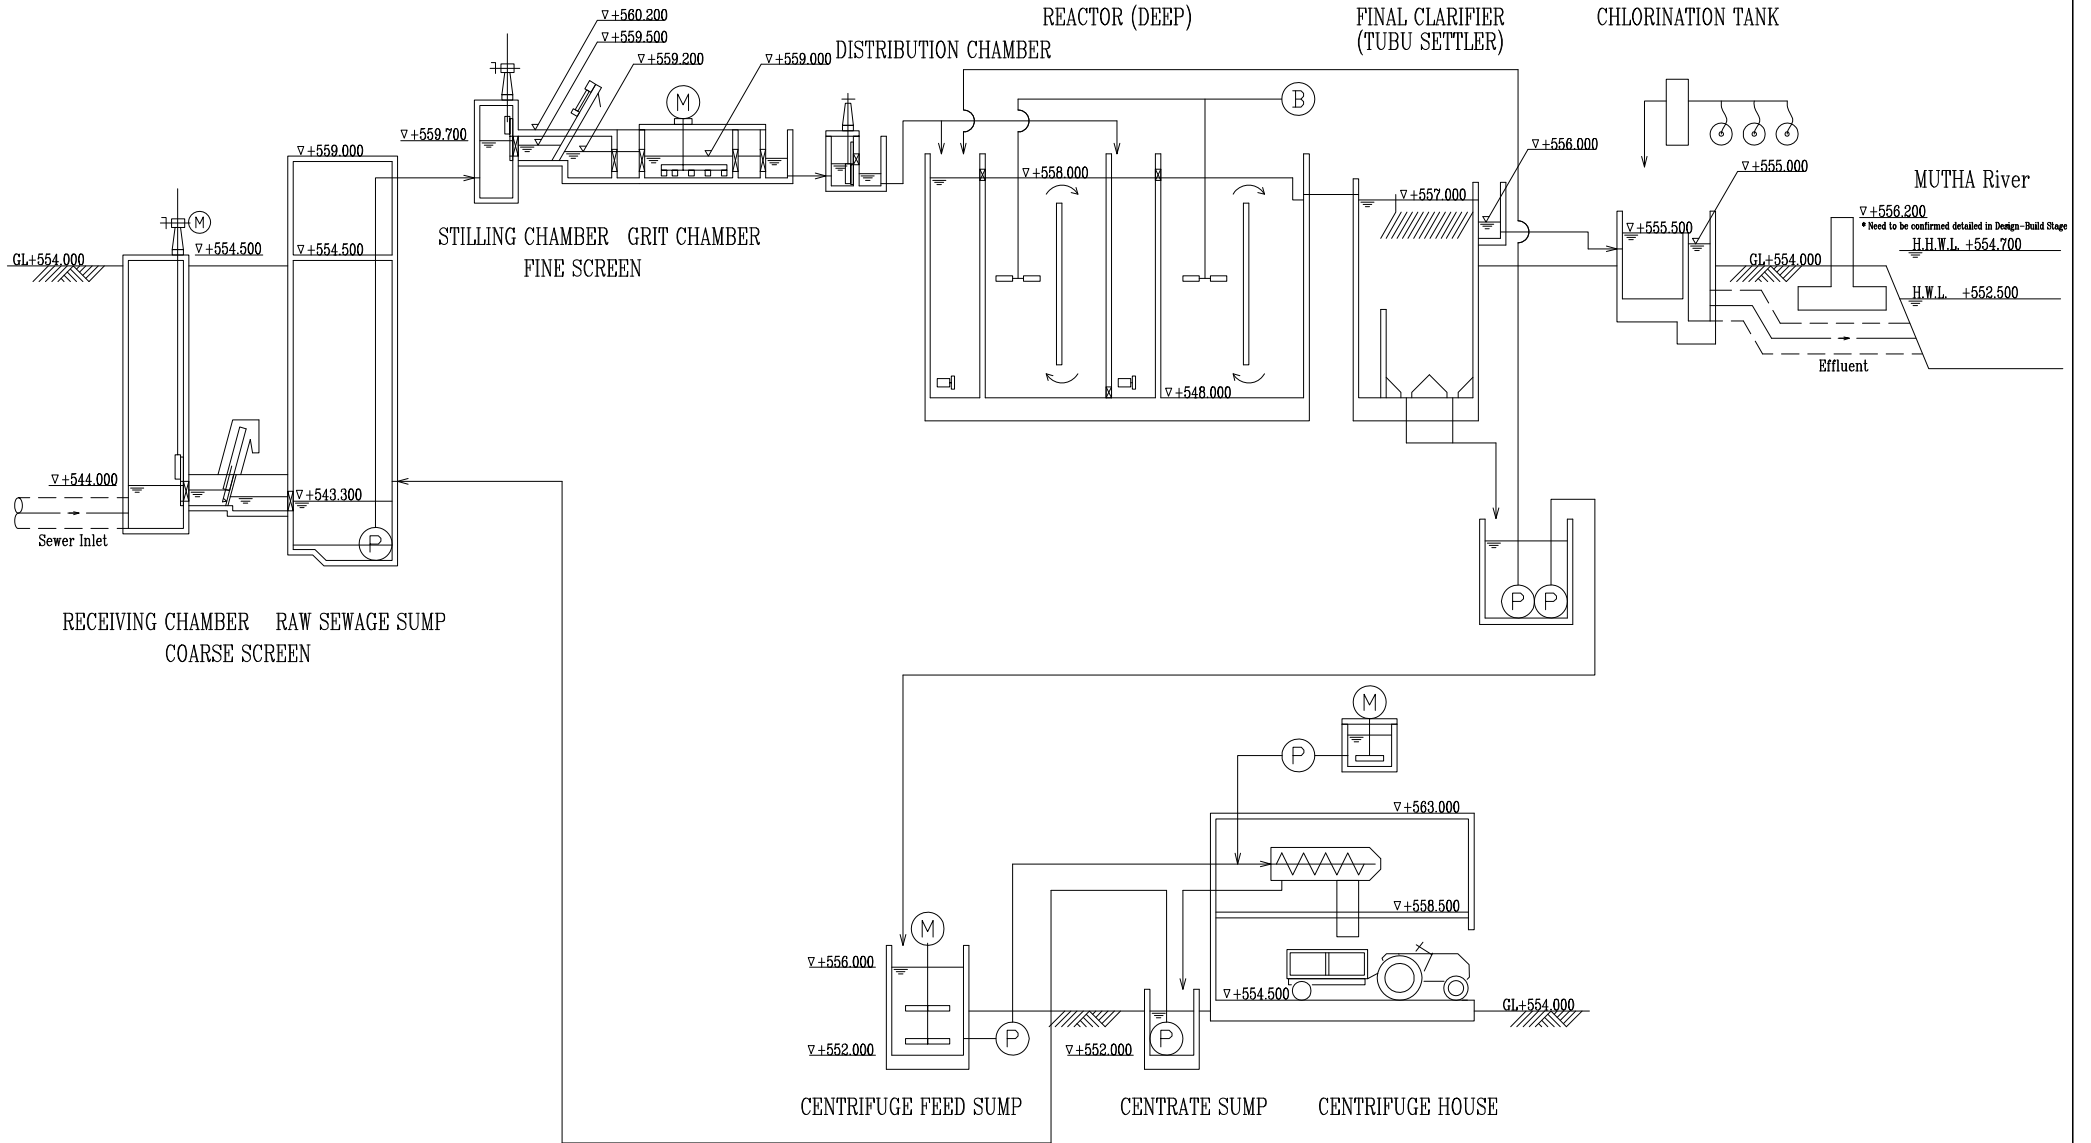 REACTOR (DEEP)
FINAL CLARIFIER
(TUBU SETTLER)
CHLORINATION TANK
DISTRIBUTION CHAMBER
▽+560.200
▽+559.500
▽+559.200
▽+559.000
M
B
▽+559.700
▽+559.000
▽+556.000
▽+555.000
▽+558.000
▽+557.000
MUTHA River
▽+556.200
* Need to be confirmed detailed in Design-Build Stage
M
▽+554.500
▽+554.500
STILLING CHAMBER GRIT CHAMBER
FINE SCREEN
▽+555.500
H.H.W.L. +554.700
GL+554.000
GL+554.000
H.W.L. +552.500
Effluent
▽+548.000
▽+544.000
▽+543.300
Sewer Inlet
P
P
P
RECEIVING CHAMBER RAW SEWAGE SUMP
COARSE SCREEN
M
P
▽+563.000
▽+558.500
M
▽+556.000
▽+554.500
GL+554.000
P
P
▽+552.000
▽+552.000
CENTRIFUGE FEED SUMP
CENTRATE SUMP
CENTRIFUGE HOUSE